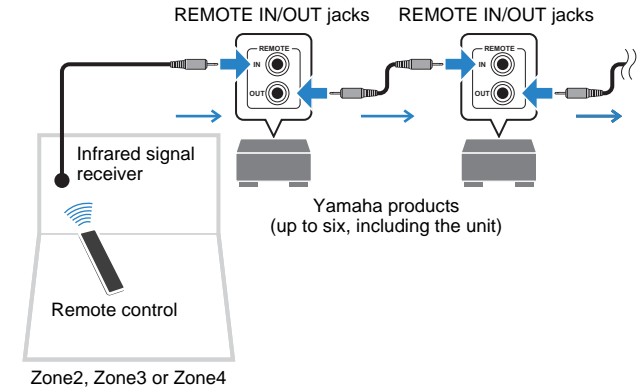 REMOTE IN/OUT jacks
REMOTE IN/OUT jacks
REMOTE
IN
OUT
REMOTE
IN
OUT
Infrared signal
receiver
Yamaha products
(up to six, including the unit)
Remote control
Zone2, Zone3 or Zone4